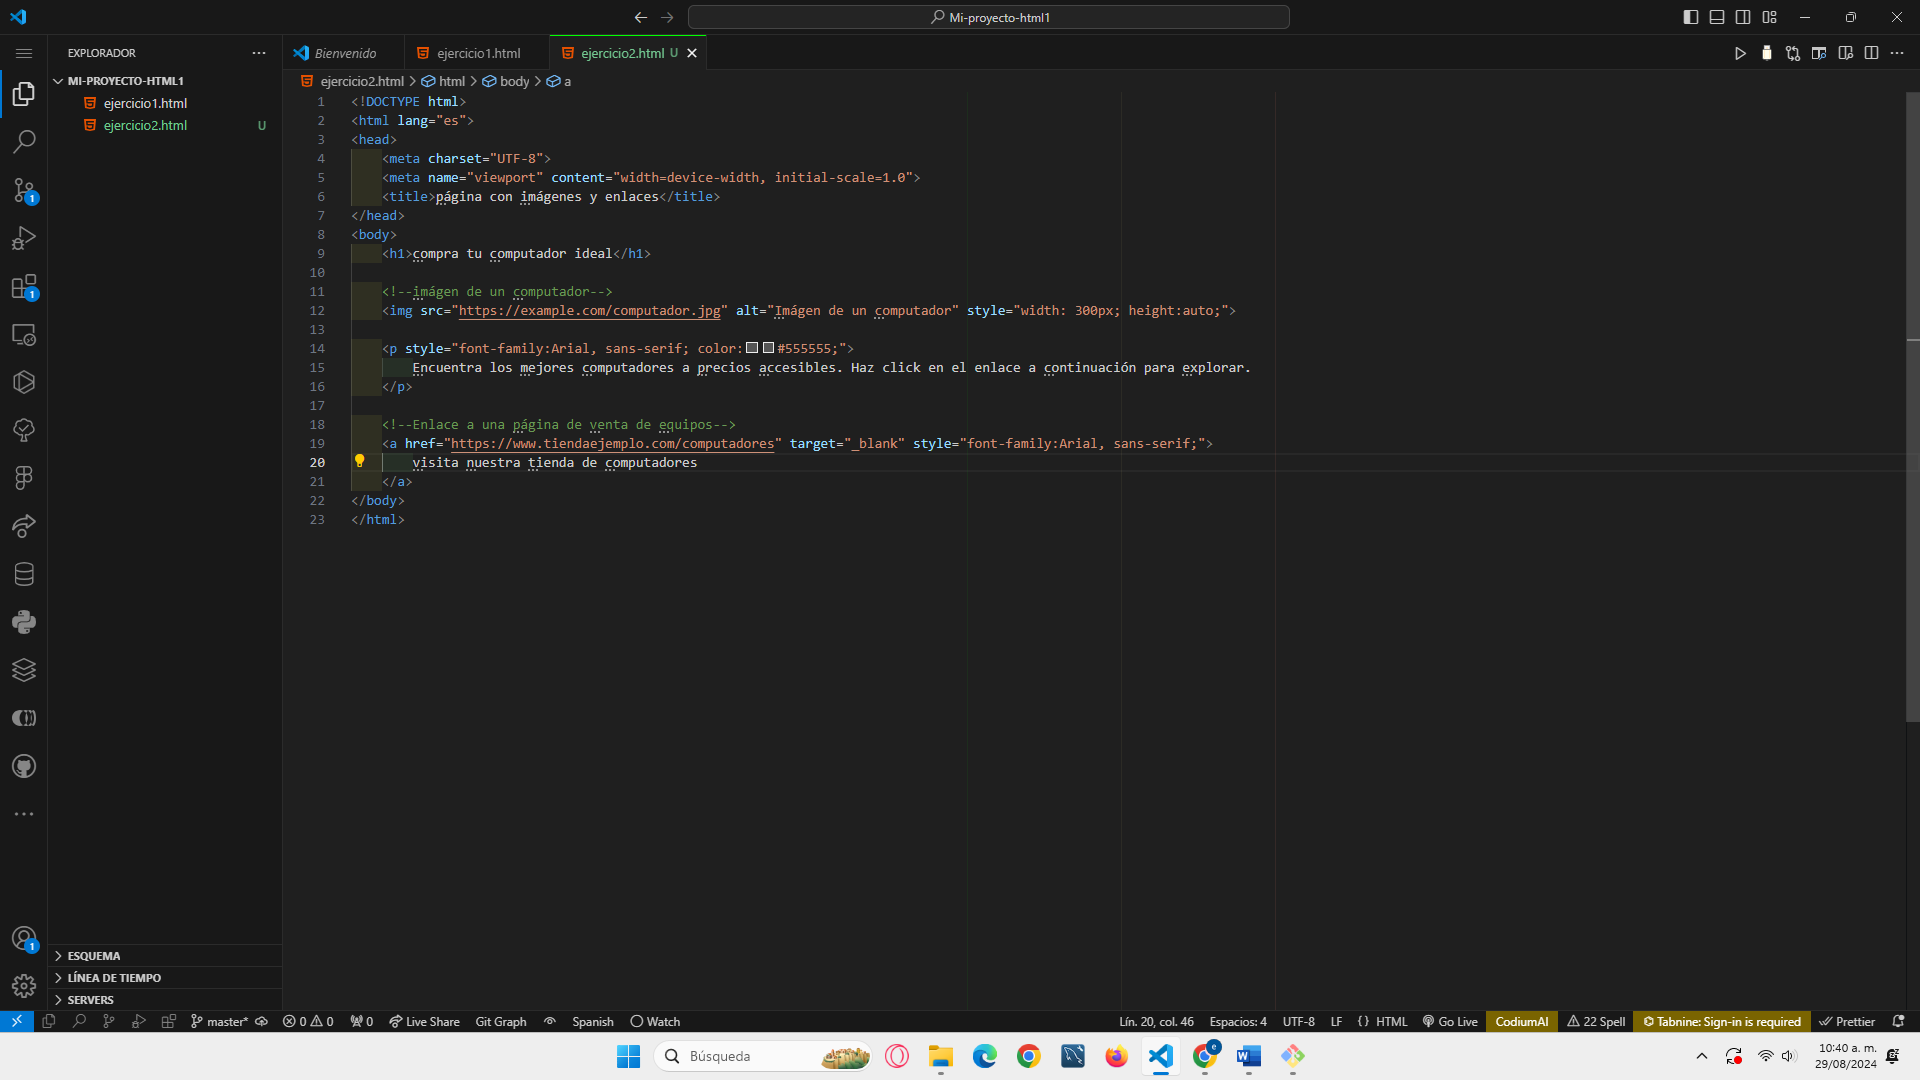 Mi-proyecto-html1
EXPLORADOR
MI-PROYECTO-HTML1
ejercicio1.html
ejercicio2.html U
ESQUEMA
LÍNEA DE TIEMPO
SERVERS
Bienvenido
ejercicio1.html
ejercicio2.html U
ejercicio2.html > html > body > a
1 <!DOCTYPE html>
2 <html lang="es">
3 <head>
4 <meta charset="UTF-8">
5 <meta name="viewport" content="width=device-width, initial-scale=1.0">
6 <title>página con imágenes y enlaces</title>
7 </head>
8 <body>
9 <h1>compra tu computador ideal</h1>
10
11 <!--imágen de un computador-->
12 <img src="https://example.com/computador.jpg" alt="Imágen de un computador" style="width: 300px; height:auto;">
13
14 <p style="font-family:Arial, sans-serif; color:#555555;">
15 Encuentra los mejores computadores a precios accesibles. Haz click en el enlace a continuación para explorar.
16 </p>
17
18 <!--Enlace a una página de venta de equipos-->
19 <a href="https://www.tiendaejemplo.com/computadores" target="_blank" style="font-family:Arial, sans-serif;">
20 visita nuestra tienda de computadores
21 </a>
22 </body>
23 </html>
1
1
1
master* 0 0 0 Live Share Git Graph Spanish Watch Lín. 20, col. 46 Espacios: 4 UTF-8 LF {} HTML Go Live CodiumAI 22 Spell Tabnine: Sign-in is required Prettier
Búsqueda
10:40 a. m.
29/08/2024